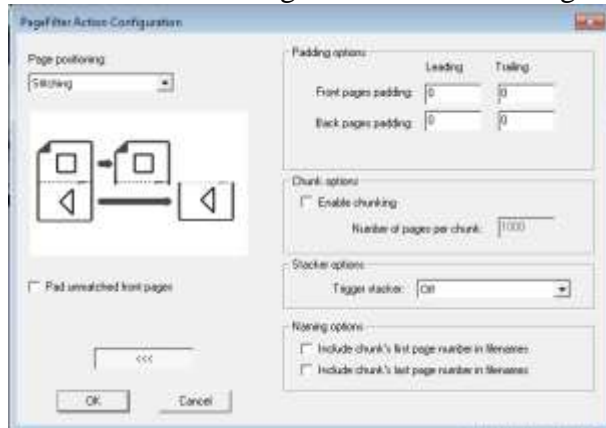 PageFilter Action Configuration
Page positioning:
Stitching
Pad unmatched front pages
<<<
OK
Cancel
Padding options
Leading Trailing
Front pages padding: 0 0
Back pages padding: 0 0
Chunk options
Enable chunking
Number of pages per chunk: 1000
Stacker options
Trigger stacker: Off
Naming options
Include chunk's first page number in filenames
Include chunk's last page number in filenames